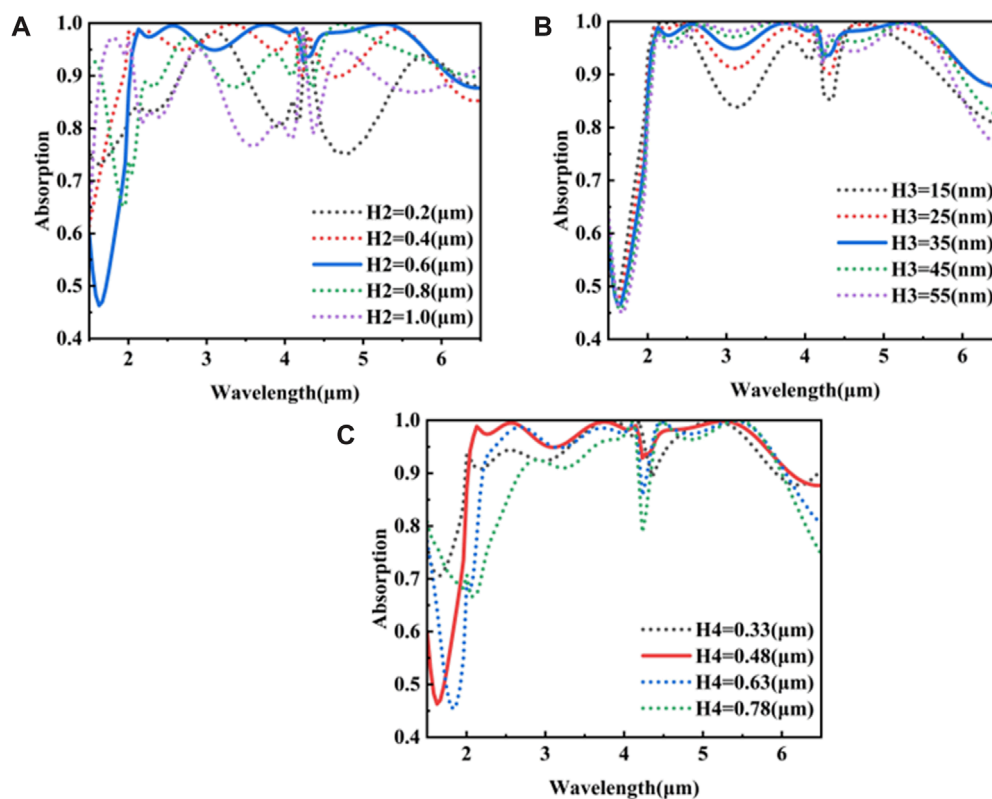 A
Absorption
1.0
0.9
0.8
0.7
0.6
0.5
0.4
H2=0.2(μm)
H2=0.4(μm)
H2=0.6(μm)
H2=0.8(μm)
H2=1.0(μm)
2 3 4 5 6
Wavelength(μm)
B
Absorption
1.0
0.9
0.8
0.7
0.6
0.5
0.4
H3=15(nm)
H3=25(nm)
H3=35(nm)
H3=45(nm)
H3=55(nm)
2 3 4 5 6
Wavelength(μm)
C
Absorption
1.0
0.9
0.8
0.7
0.6
0.5
0.4
H4=0.33(μm)
H4=0.48(μm)
H4=0.63(μm)
H4=0.78(μm)
2 3 4 5 6
Wavelength(μm)